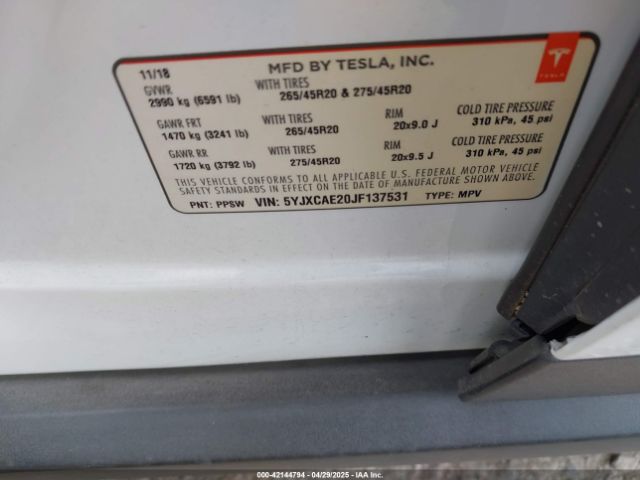 11/18 MFD BY TESLA, INC.
TESLA
GVWR WITH TIRES
2990 kg (6591 lb) 265/45R20 & 275/45R20
GAWR FRT WITH TIRES RIM COLD TIRE PRESSURE
1470 kg (3241 lb) 265/45R20 20x9.0 J 310 kPa, 45 psi
GAWR RR WITH TIRES RIM COLD TIRE PRESSURE
1720 kg (3792 lb) 275/45R20 20x9.5 J 310 kPa, 45 psi
THIS VEHICLE CONFORMS TO ALL APPLICABLE U.S. FEDERAL MOTOR VEHICLE
SAFETY STANDARDS IN EFFECT ON THE DATE OF MANUFACTURE SHOWN ABOVE.
PNT: PPSW VIN: 5YJXCAE20JF137531 TYPE: MPV
000-42144794 - 04/29/2025 - IAAI.COM